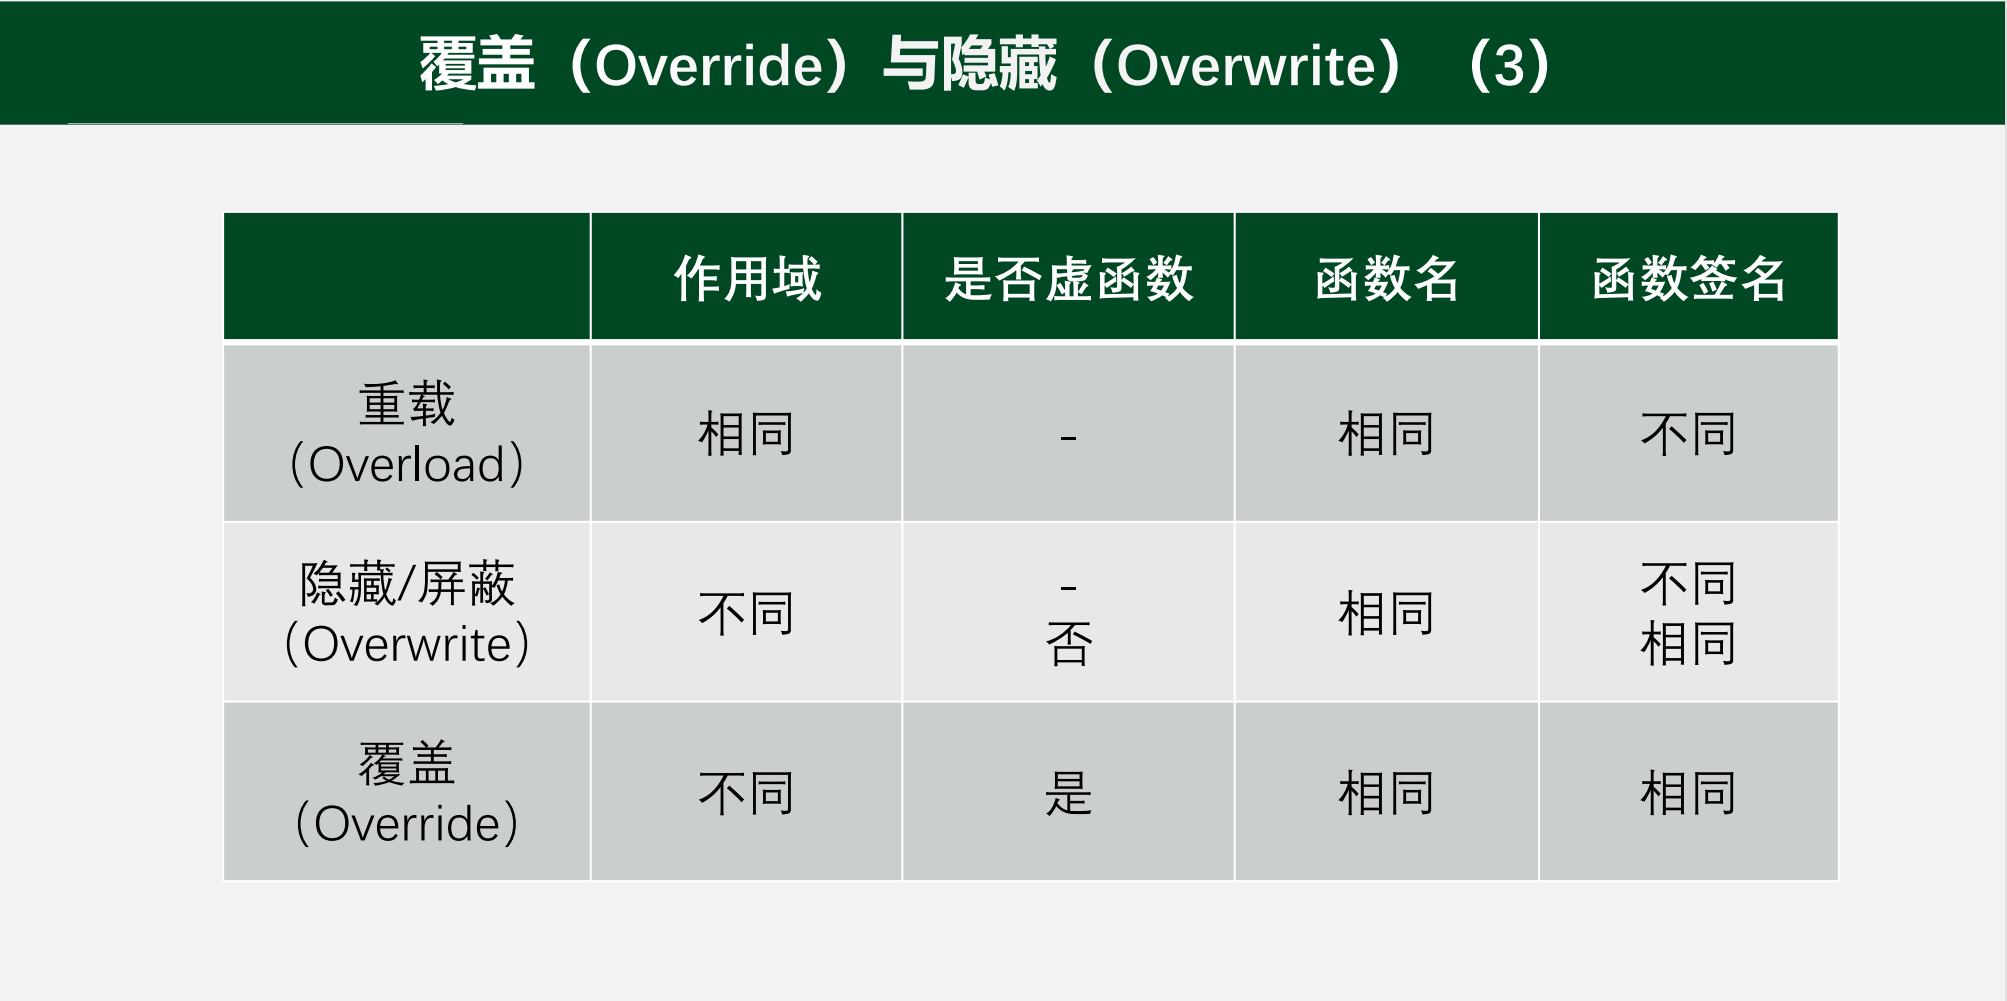 覆盖（Override）与隐藏（Overwrite）（3）
作用域 是否虚函数 函数名 函数签名
重载
（Overload）
相同 - 相同 不同
隐藏/屏蔽
（Overwrite）
不同
-
否
相同
不同
相同
覆盖
（Override）
不同 是 相同 相同